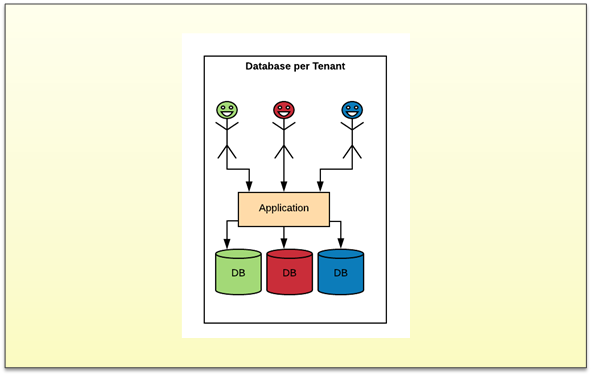 Database per Tenant
Application
DB
DB
DB